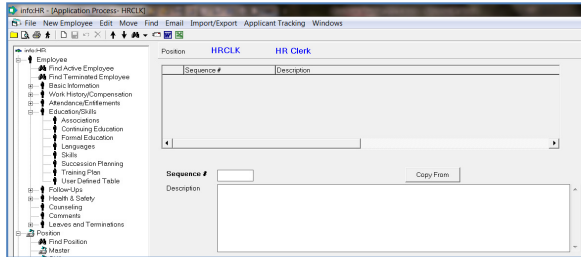 info:HR - [Application Process- HRCLK]
File New Employee Edit Move Find Email Import/Export Applicant Tracking Windows
info:HR
Employee
Find Active Employee
Find Terminated Employee
Basic Information
Work History/Compensation
Attendance/Entitlements
Education/Skills
Associations
Continuing Education
Formal Education
Languages
Skills
Succession Planning
Training Plan
User Defined Table
Follow-Ups
Health & Safety
Counseling
Comments
Leaves and Terminations
Position
Find Position
Master
Position HRCLK HR Clerk
Sequence # Description
Sequence # Copy From
Description